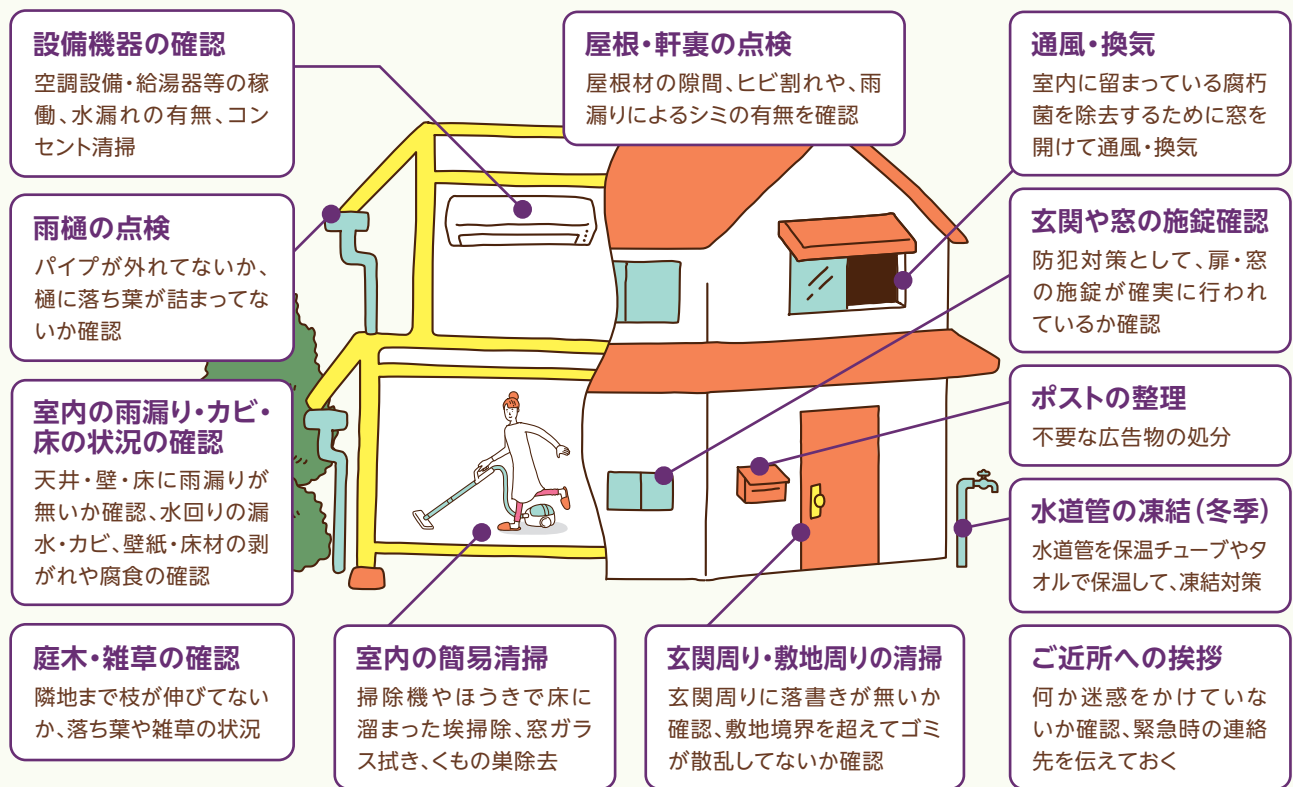 設備機器の確認
空調設備・給湯器等の稼
働、水漏れの有無、コン
セント清掃
屋根・軒裏の点検
屋根材の隙間、ヒビ割れや、雨
漏りによるシミの有無を確認
通風・換気
室内に留まっている腐朽
菌を除去するために窓を
開けて通風・換気
雨樋の点検
パイプが外れてないか、
樋に落ち葉が詰まってな
いか確認
玄関や窓の施錠確認
防犯対策として、扉・窓
の施錠が確実に行われ
ているか確認
室内の雨漏り・カビ・
床の状況の確認
天井・壁・床に雨漏りが
無いか確認、水回りの漏
水・カビ、壁紙・床材の剥
がれや腐食の確認
ポストの整理
不要な広告物の処分
水道管の凍結(冬季)
水道管を保温チューブやタ
オルで保温して、凍結対策
庭木・雑草の確認
隣地まで枝が伸びてない
か、落ち葉や雑草の状況
室内の簡易清掃
掃除機やほうきで床に
溜まった埃掃除、窓ガラ
ス拭き、くもの巣除去
玄関周り・敷地周りの清掃
玄関周りに落書きが無いか
確認、敷地境界を超えてゴミ
が散乱してないか確認
ご近所への挨拶
何か迷惑をかけていな
いか確認、緊急時の連絡
先を伝えておく